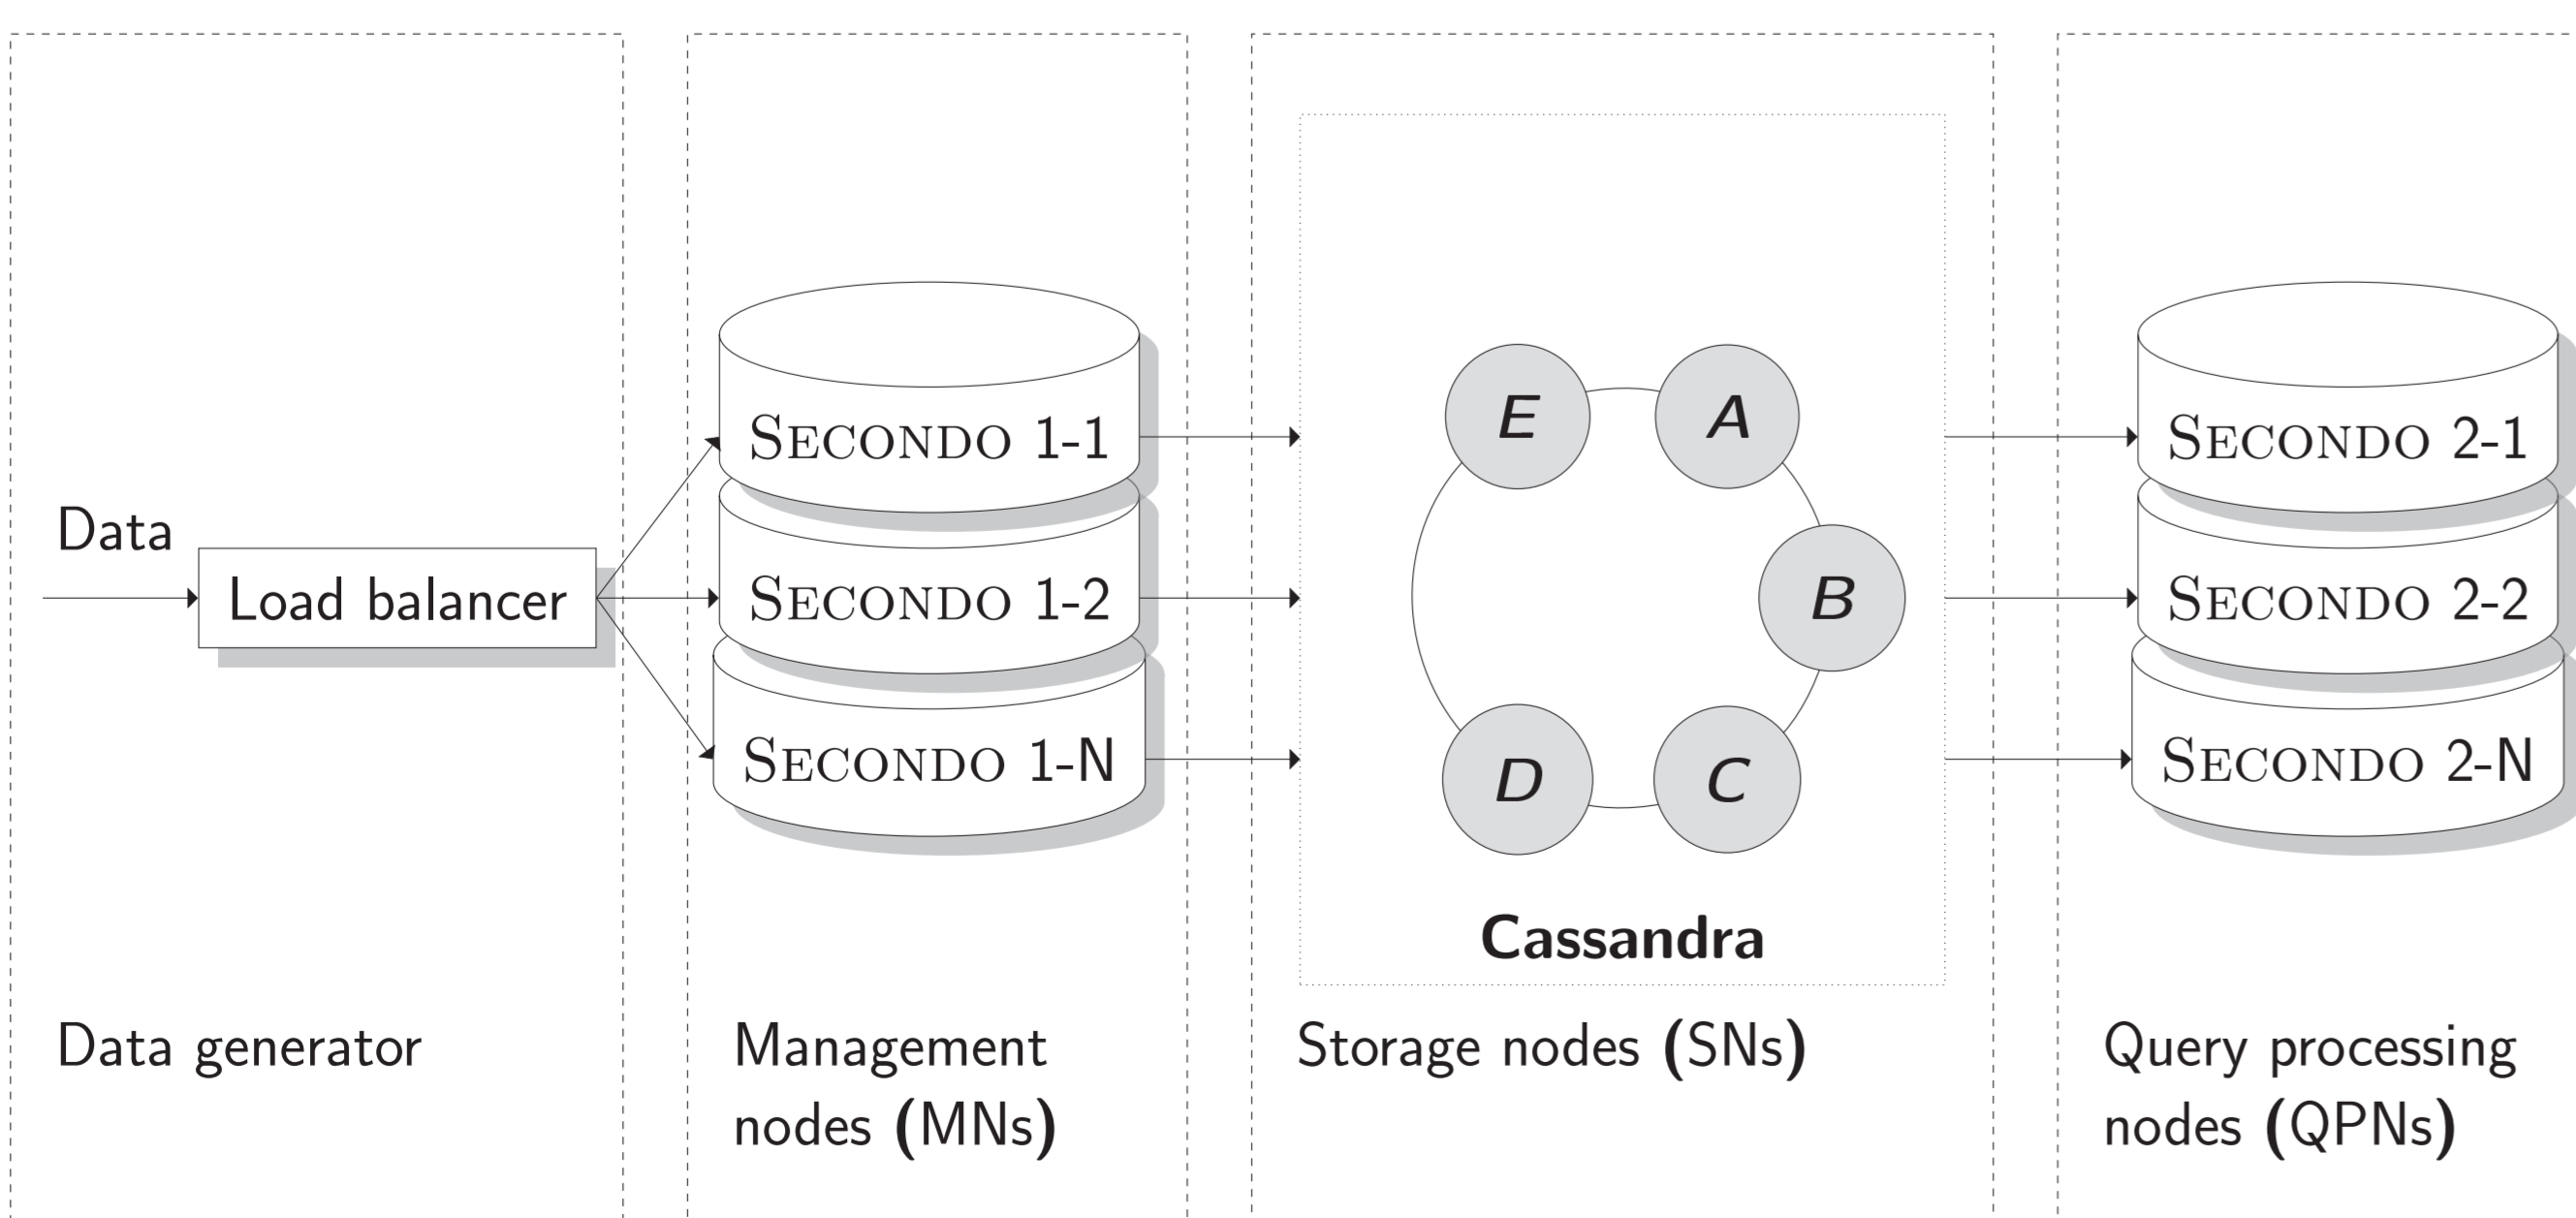 Data
Load balancer
Data generator
SECONDO 1-1
SECONDO 1-2
SECONDO 1-N
Management
nodes (MNs)
E
A
B
D
C
Cassandra
Storage nodes (SNs)
SECONDO 2-1
SECONDO 2-2
SECONDO 2-N
Query processing
nodes (QPNs)